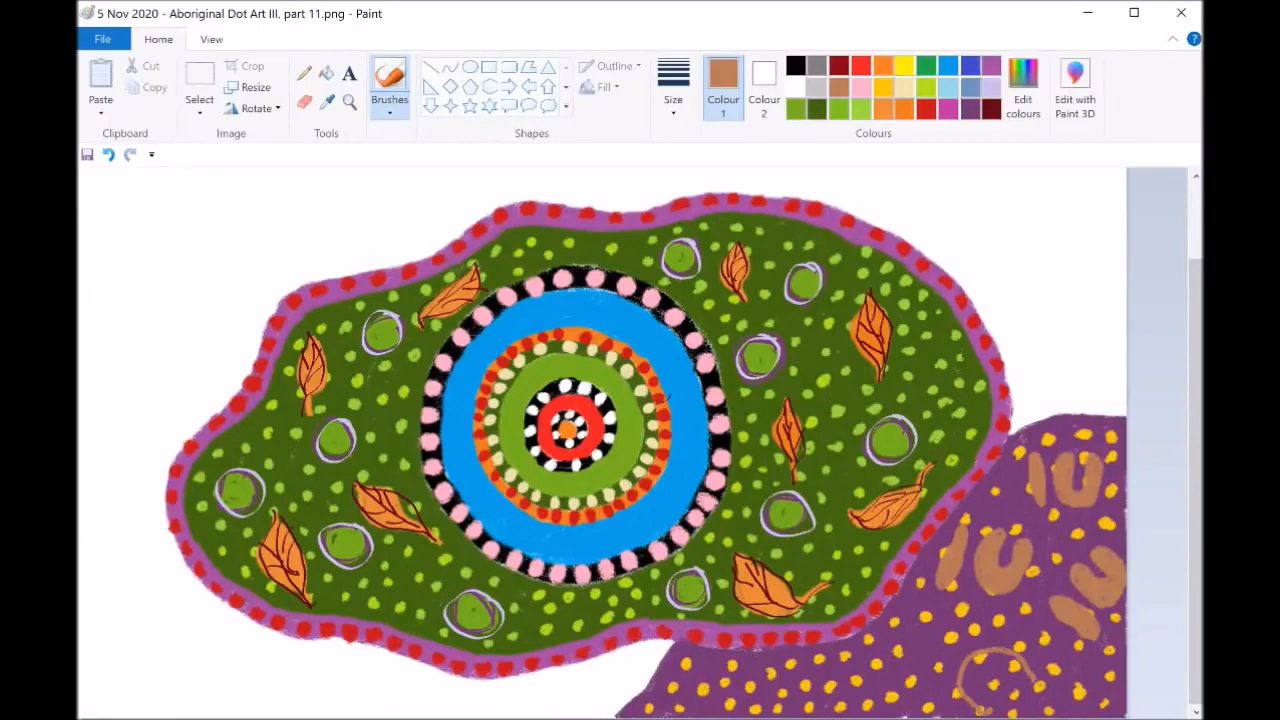 5 Nov 2020 - Aboriginal Dot Art III, part 11.png - Paint
File Home View
Paste
Cut
Copy
Clipboard
Select
Crop
Resize
Rotate
Image
A
Tools
Brushes
Outline
Fill
Shapes
Size
Colour
1
Colour
2
Edit
colours
Edit with
Paint 3D
Colours